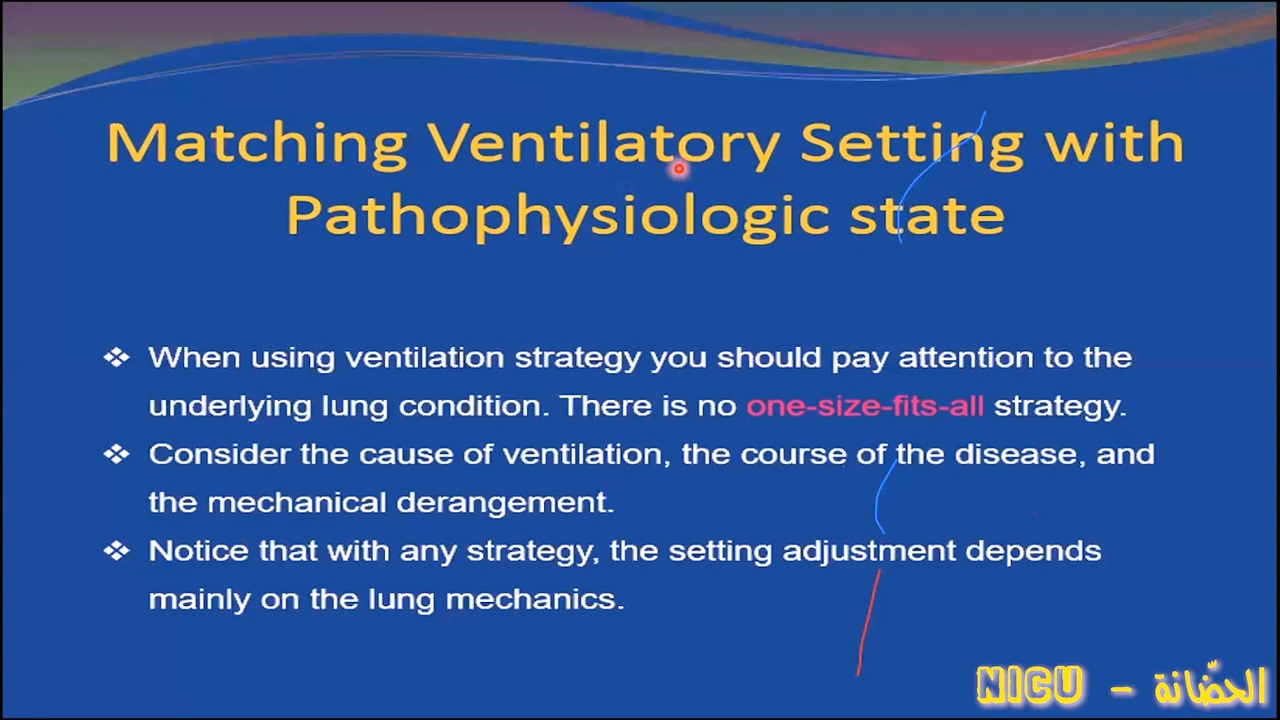 Matching Ventilatory Setting with
Pathophysiologic state
❖ When using ventilation strategy you should pay attention to the
underlying lung condition. There is no one-size-fits-all strategy.
❖ Consider the cause of ventilation, the course of the disease, and
the mechanical derangement.
❖ Notice that with any strategy, the setting adjustment depends
mainly on the lung mechanics.
NICU - الحضّانة